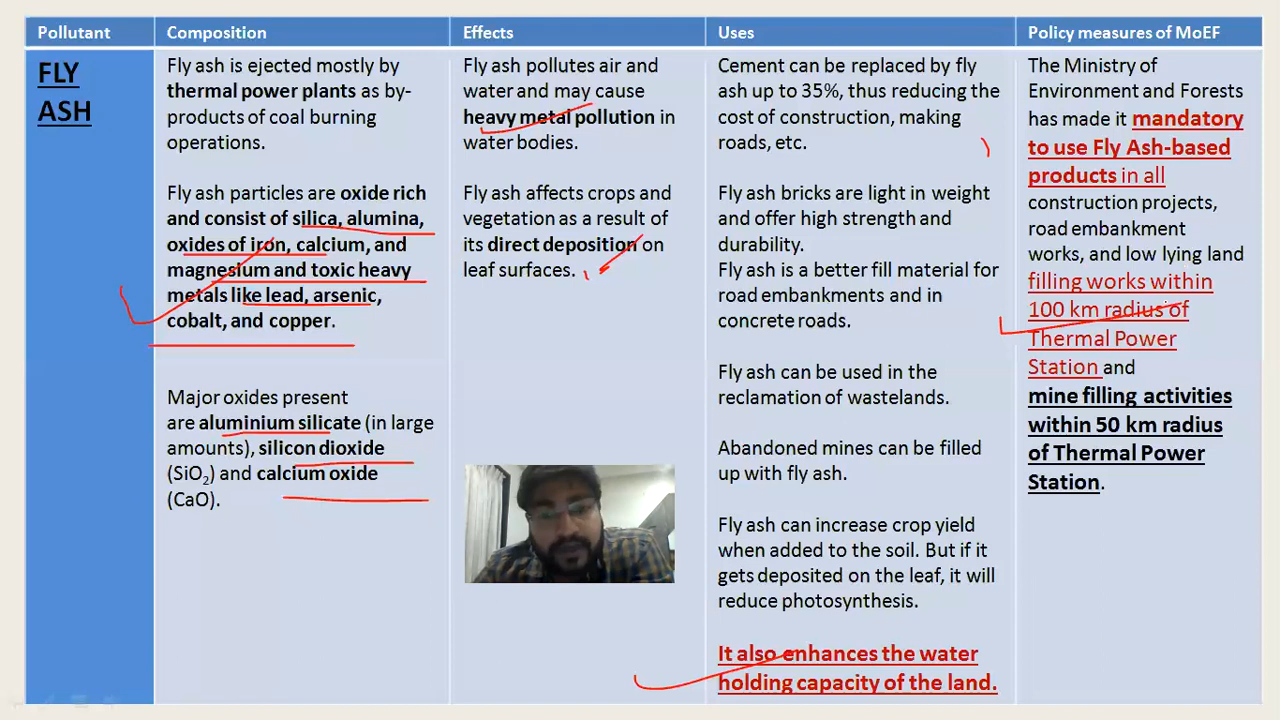 Pollutant
Composition
Effects
Uses
Policy measures of MoEF
FLY
ASH
Fly ash is ejected mostly by
thermal power plants as by-
products of coal burning
operations.
Fly ash particles are oxide rich
and consist of silica, alumina,
oxides of iron, calcium, and
magnesium and toxic heavy
metals like lead, arsenic,
cobalt, and copper.
Major oxides present
are aluminium silicate (in large
amounts), silicon dioxide
(SiO₂) and calcium oxide
(CaO).
Fly ash pollutes air and
water and may cause
heavy metal pollution in
water bodies.
Fly ash affects crops and
vegetation as a result of
its direct deposition on
leaf surfaces.
Cement can be replaced by fly
ash up to 35%, thus reducing the
cost of construction, making
roads, etc.
Fly ash bricks are light in weight
and offer high strength and
durability.
Fly ash is a better fill material for
road embankments and in
concrete roads.
Fly ash can be used in the
reclamation of wastelands.
Abandoned mines can be filled
up with fly ash.
Fly ash can increase crop yield
when added to the soil. But if it
gets deposited on the leaf, it will
reduce photosynthesis.
It also enhances the water
holding capacity of the land.
The Ministry of
Environment and Forests
has made it mandatory
to use Fly Ash-based
products in all
construction projects,
road embankment
works, and low lying land
filling works within
100 km radius of
Thermal Power
Station and
mine filling activities
within 50 km radius
of Thermal Power
Station.